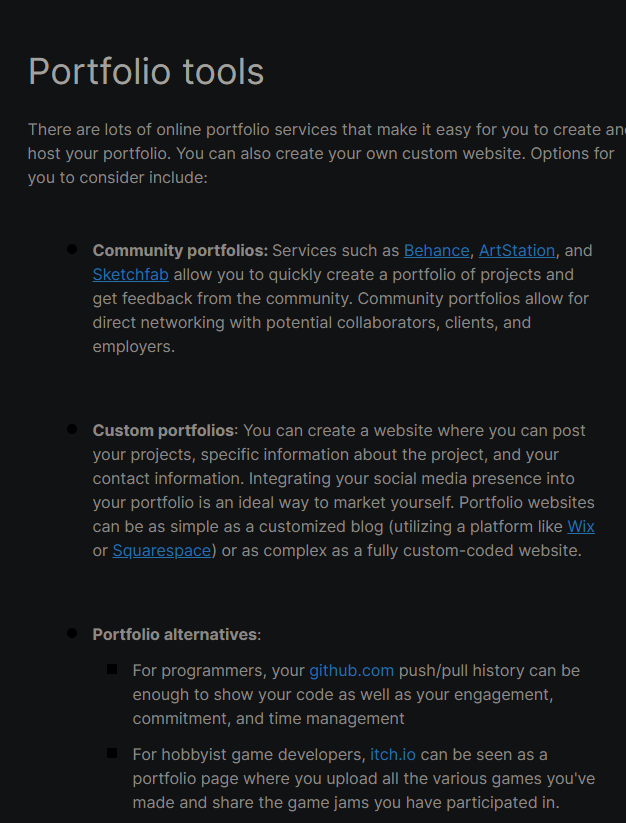 Portfolio tools
There are lots of online portfolio services that make it easy for you to create and
host your portfolio. You can also create your own custom website. Options for
you to consider include:
Community portfolios: Services such as Behance, ArtStation, and
Sketchfab allow you to quickly create a portfolio of projects and
get feedback from the community. Community portfolios allow for
direct networking with potential collaborators, clients, and
employers.
Custom portfolios: You can create a website where you can post
your projects, specific information about the project, and your
contact information. Integrating your social media presence into
your portfolio is an ideal way to market yourself. Portfolio websites
can be as simple as a customized blog (utilizing a platform like Wix
or Squarespace) or as complex as a fully custom-coded website.
Portfolio alternatives:
For programmers, your github.com push/pull history can be
enough to show your code as well as your engagement,
commitment, and time management
For hobbyist game developers, itch.io can be seen as a
portfolio page where you upload all the various games you've
made and share the game jams you have participated in.